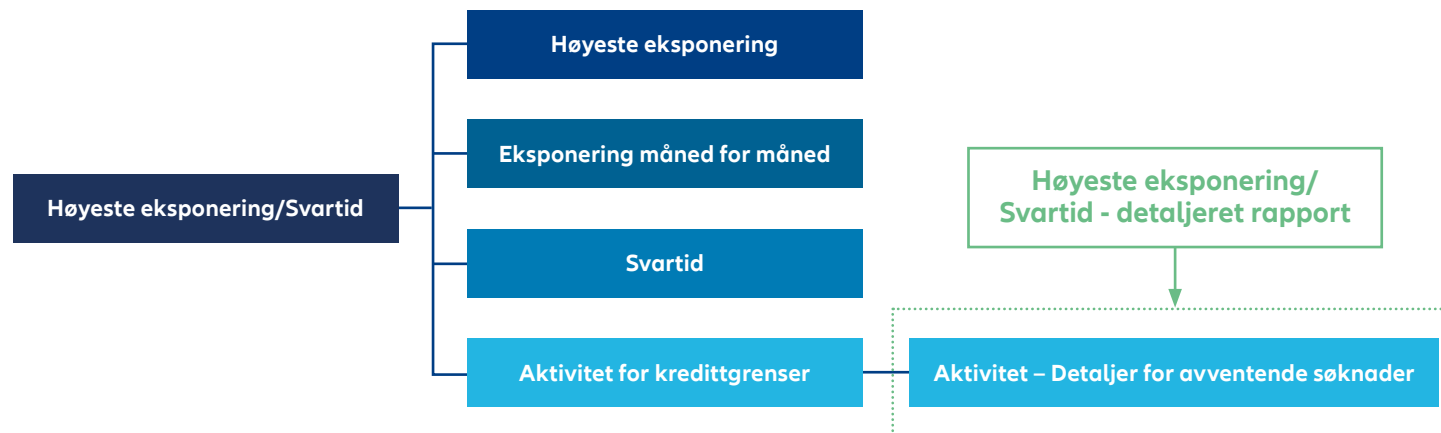 Høyeste eksponering
Eksponering måned for måned
Høyeste eksponering/Svartid
Høyeste eksponering/
Svartid - detaljeret rapport
Svartid
Aktivitet for kredittgrenser
Aktivitet – Detaljer for avventende søknader